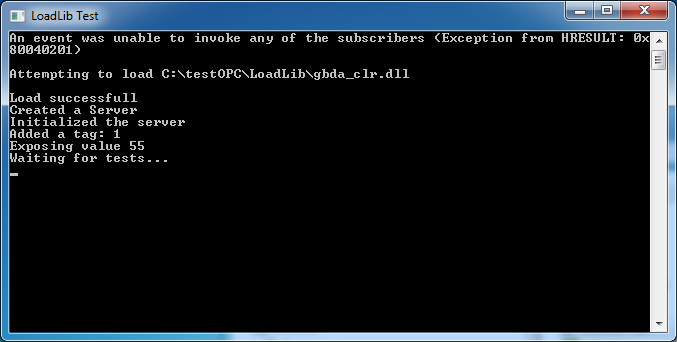 LoadLib Test
An event was unable to invoke any of the subscribers (Exception from HRESULT: 0x
80040201)
Attempting to load C:\testOPC\LoadLib\gbda_clr.dll
Load successfull
Created a Server
Initialized the server
Added a tag: 1
Exposing value 55
Waiting for tests...